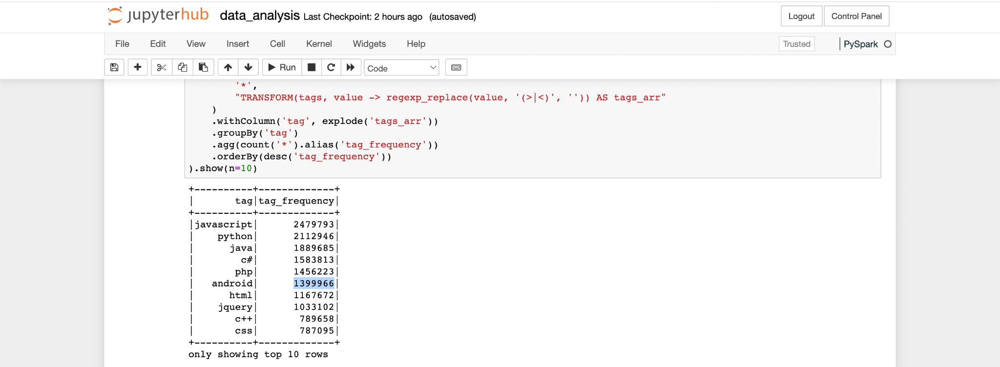 jupyterhub data_analysis Last Checkpoint: 2 hours ago (autosaved) Logout Control Panel
File Edit View Insert Cell Kernel Widgets Help Trusted PySpark
Run Code
'*',
"TRANSFORM(tags, value -> regexp_replace(value, '(>|<)', '')) AS tags_arr"
)
.withColumn('tag', explode('tags_arr'))
.groupBy('tag')
.agg(count('*').alias('tag_frequency'))
.orderBy(desc('tag_frequency'))
).show(n=10)
+----------+-------------+
|       tag|tag_frequency|
+----------+-------------+
|javascript|      2479793|
|    python|      2112946|
|      java|      1889685|
|        c#|      1583813|
|       php|      1456223|
|   android|      1399966|
|      html|      1167672|
|    jquery|      1033102|
|       c++|       789658|
|       css|       787095|
+----------+-------------+
only showing top 10 rows